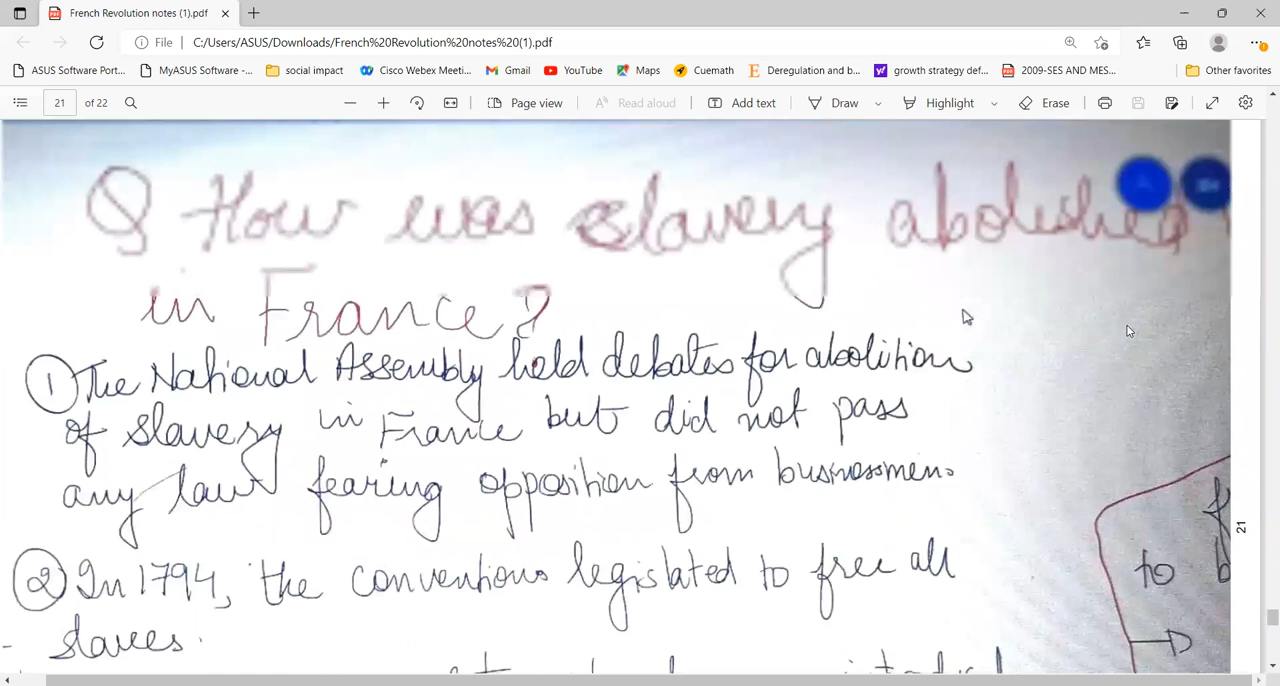 French Revolution notes (1).pdf
File C:/Users/ASUS/Downloads/French%20Revolution%20notes%20(1).pdf
ASUS Software Port... MyASUS Software -... social impact Cisco Webex Meeti... Gmail YouTube Maps Cuemath Deregulation and b... growth strategy def... 2009-SES AND MES... Other favorites
21 of 22 Page view Read aloud Add text Draw Highlight Erase
Q How was slavery abolished
in France?
① The National Assembly held debates for abolition
of slavery in France but did not pass
any law fearing opposition from businessmen.
② In 1794, the conventions legislated to free all
slaves.
to
21